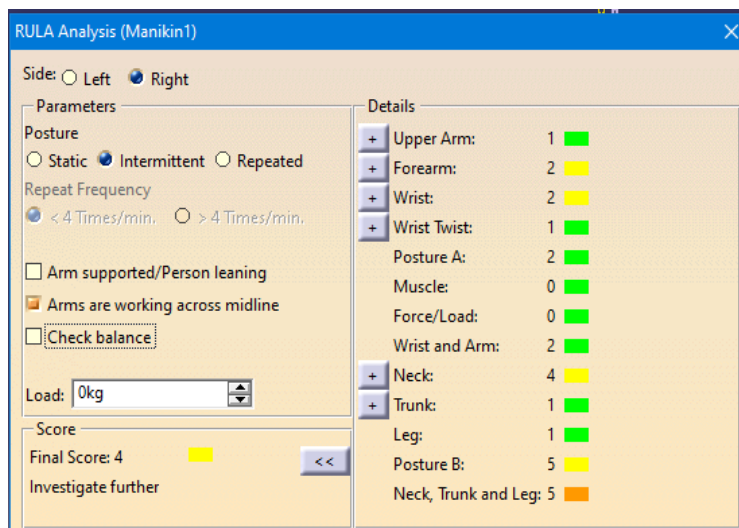 RULA Analysis (Manikin1)
Side: Left Right
Parameters
Posture
Static Intermittent Repeated
Repeat Frequency
< 4 Times/min. > 4 Times/min.
Arm supported/Person leaning
Arms are working across midline
Check balance
Load: 0kg
Score
Final Score: 4
<<
Investigate further
Details
+ Upper Arm: 1
+ Forearm: 2
+ Wrist: 2
+ Wrist Twist: 1
Posture A: 2
Muscle: 0
Force/Load: 0
Wrist and Arm: 2
+ Neck: 4
+ Trunk: 1
Leg: 1
Posture B: 5
Neck, Trunk and Leg: 5